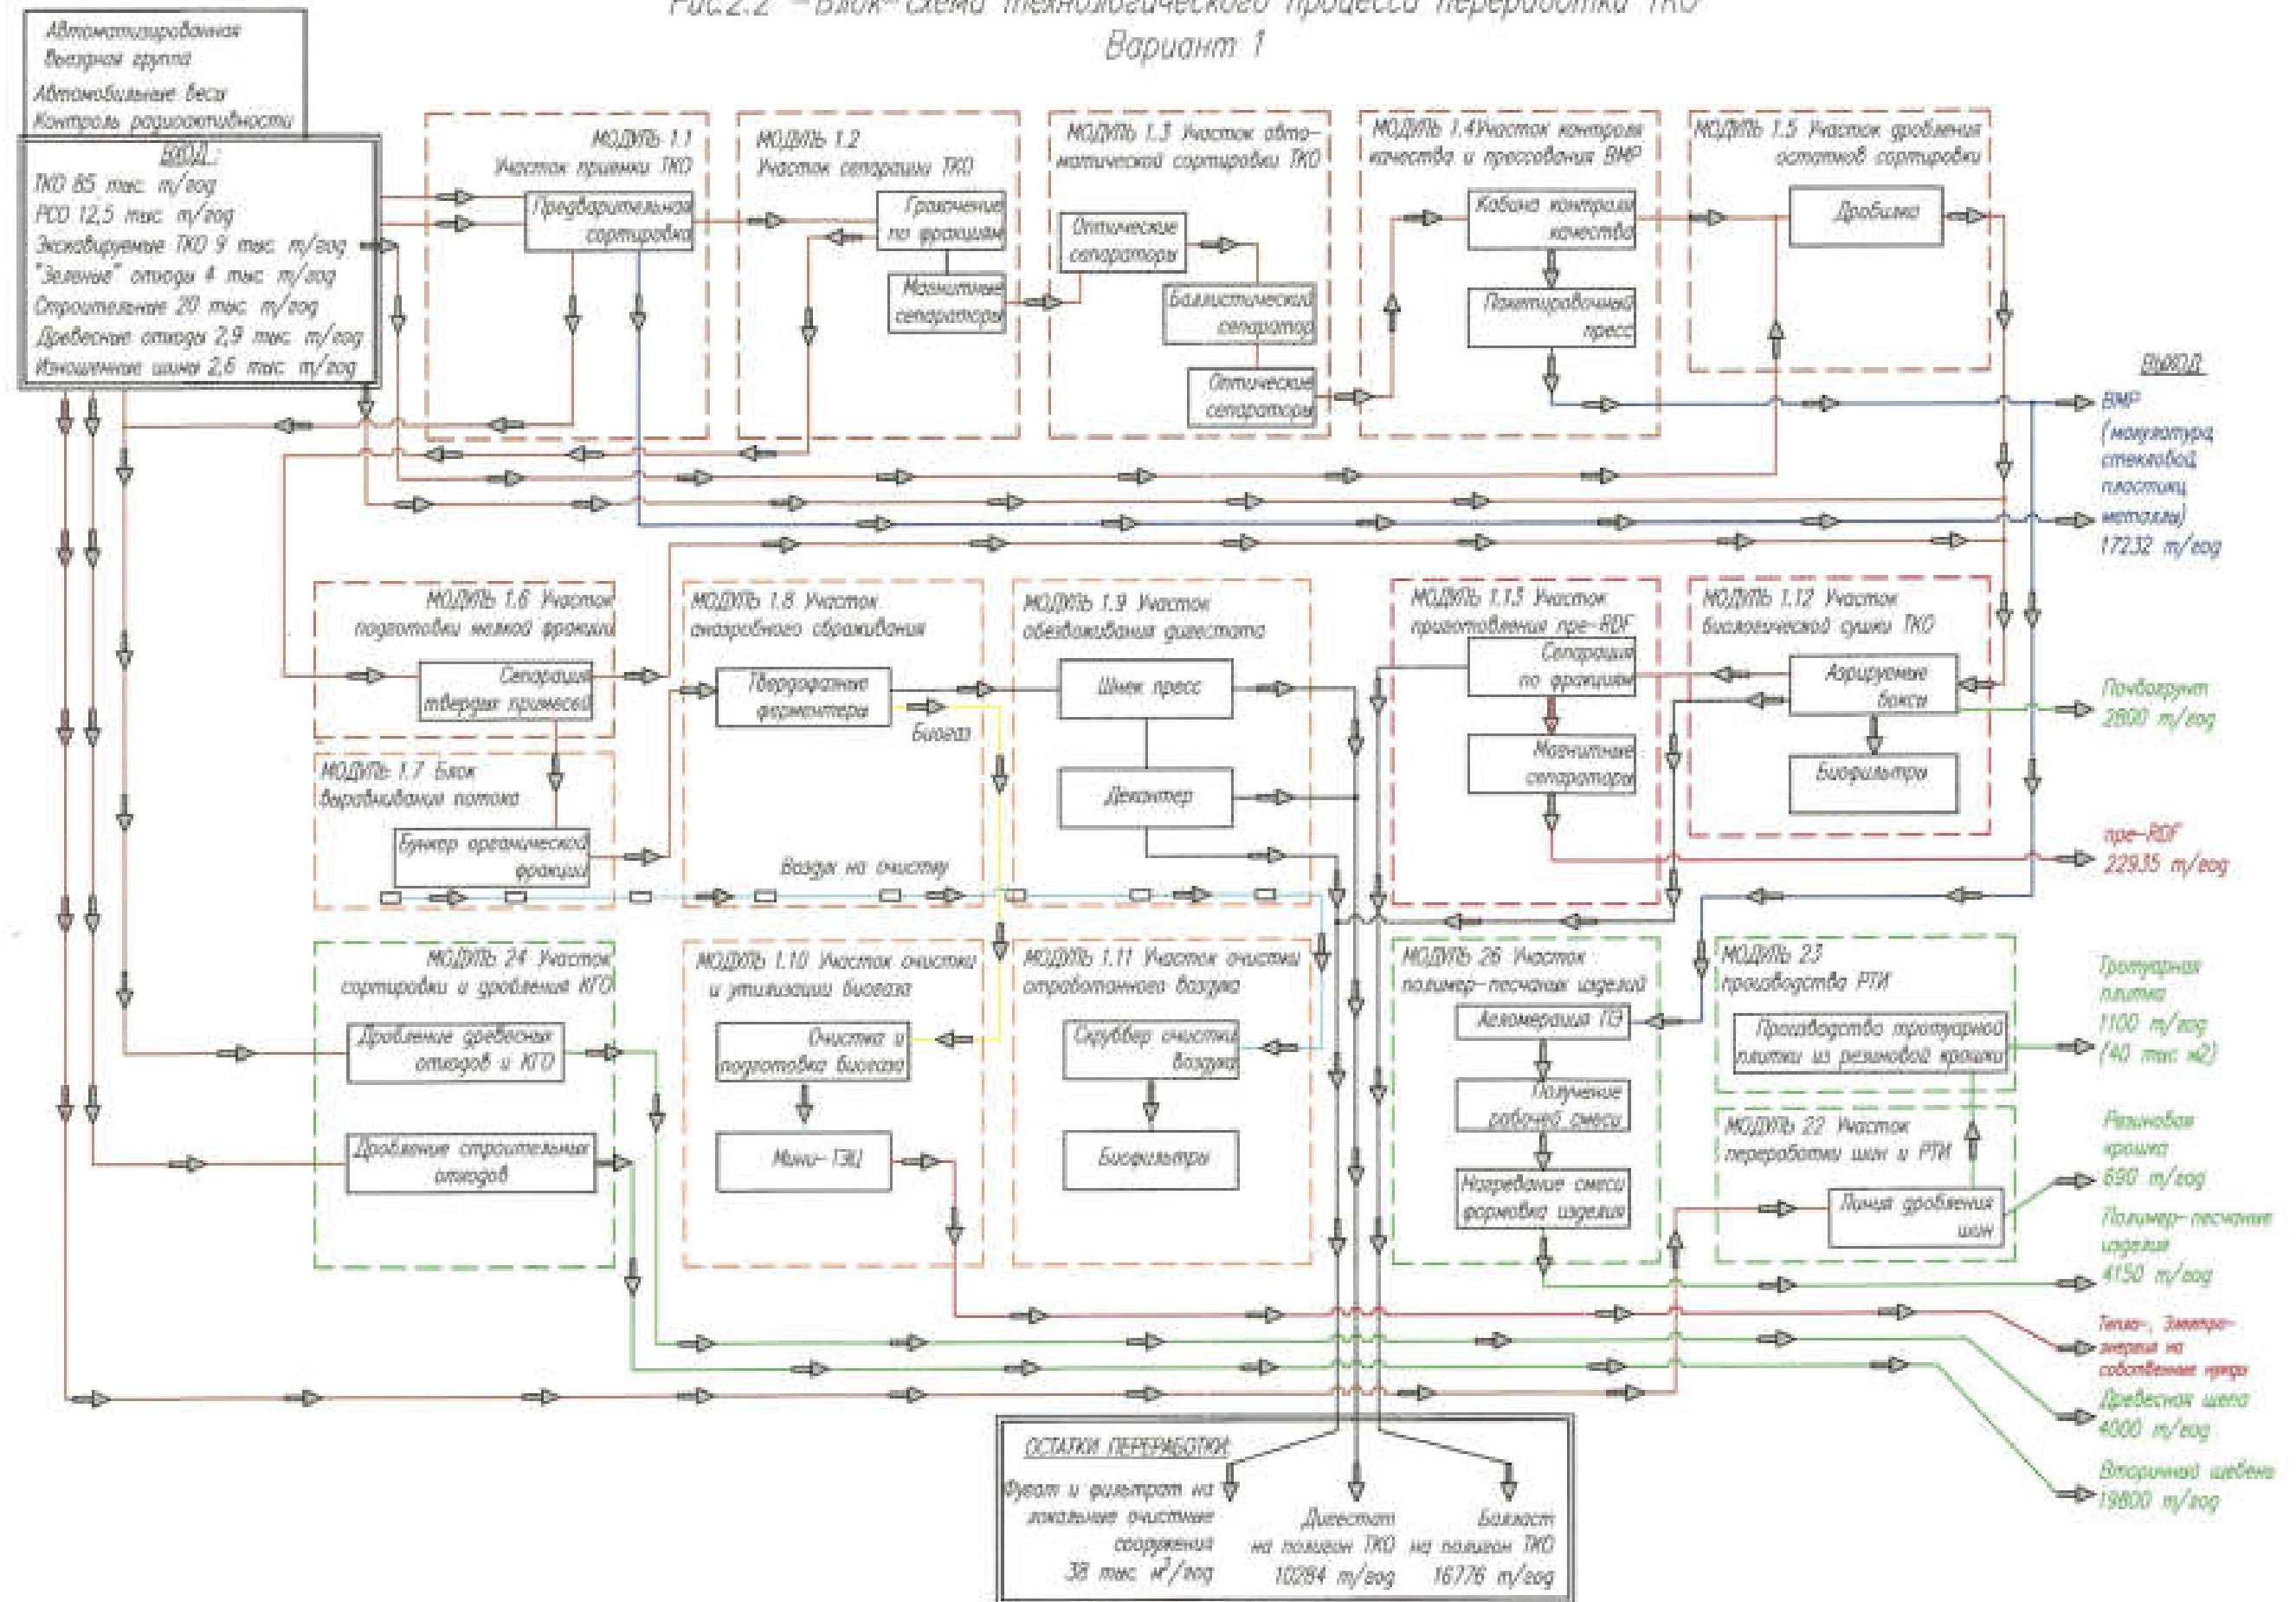 Рис.2.2 - Блок-схема технологического процесса переработки ТКО
Вариант 1
Автоматизированная
въездная группа
Автомобильные весы
Контроль радиоактивности
ВХОД:
ТКО 85 тыс. т/год
РСО 12,5 тыс. т/год
Экскавируемые ТКО 9 тыс. т/год
"Зеленые" отходы 4 тыс. т/год
Строительные 20 тыс. т/год
Древесные отходы 2,9 тыс. т/год
Изношенные шины 2,6 тыс. т/год
МОДУЛЬ 1.1
Участок приемки ТКО
Предварительная
сортировка
МОДУЛЬ 1.2
Участок сепарации ТКО
Грохочение
по фракциям
Магнитные
сепараторы
МОДУЛЬ 1.3 Участок авто-
матической сортировки ТКО
Оптические
сепараторы
Баллистический
сепаратор
Оптические
сепараторы
МОДУЛЬ 1.4 Участок контроля
качества и прессования ВМР
Кабина контроля
качества
Пакетировочный
пресс
МОДУЛЬ 1.5 Участок дробления
остатков сортировки
Дробилка
ВЫХОД:
ВМР
(макулатура,
стеклобой,
пластики,
металлы)
17232 т/год
МОДУЛЬ 1.6 Участок
подготовки мелкой фракции
Сепарация
твердых примесей
МОДУЛЬ 1.7 Блок
выравнивания потока
Бункер органической
фракции
МОДУЛЬ 1.8 Участок
анаэробного сбраживания
Твердофазные
ферментеры
Биогаз
Воздух на очистку
МОДУЛЬ 1.9 Участок
обезвоживания дигестата
Шнек пресс
Декантер
МОДУЛЬ 1.13 Участок
приготовления пре-RDF
Сепарация
по фракциям
Магнитные
сепараторы
МОДУЛЬ 1.12 Участок
биологической сушки ТКО
Аэрируемые
боксы
Биофильтры
Почвогрунт
2800 т/год
пре-RDF
22935 т/год
МОДУЛЬ 24 Участок
сортировки и дробления КГО
Дробление древесных
отходов и КГО
Дробление строительных
отходов
МОДУЛЬ 1.10 Участок очистки
и утилизации биогаза
Очистка и
подготовка биогаза
Мини-ТЭЦ
МОДУЛЬ 1.11 Участок очистки
отработанного воздуха
Скруббер очистки
воздуха
Биофильтры
МОДУЛЬ 26 Участок
полимер-песчаных изделий
Агломерация ПЭ
Получение
рабочей смеси
Нагревание смеси
формовка изделия
МОДУЛЬ 23
производства РТИ
Производство тротуарной
плитки из резиновой крошки
МОДУЛЬ 22 Участок
переработки шин и РТИ
Линия дробления
шин
Тротуарная
плитка
1100 т/год
(40 тыс м2)
Резиновая
крошка
690 т/год
Полимер-песчаные
изделия
4150 т/год
Тепло-, Электро-
энергия на
собственные нужды
Древесная щепа
4000 т/год
Вторичный щебень
19800 т/год
ОСТАТКИ ПЕРЕРАБОТКИ:
Фугат и фильтрат на
локальные очистные
сооружения
38 тыс. м³/год
Дигестат
на полигон ТКО
10284 т/год
Балласт
на полигон ТКО
16776 т/год